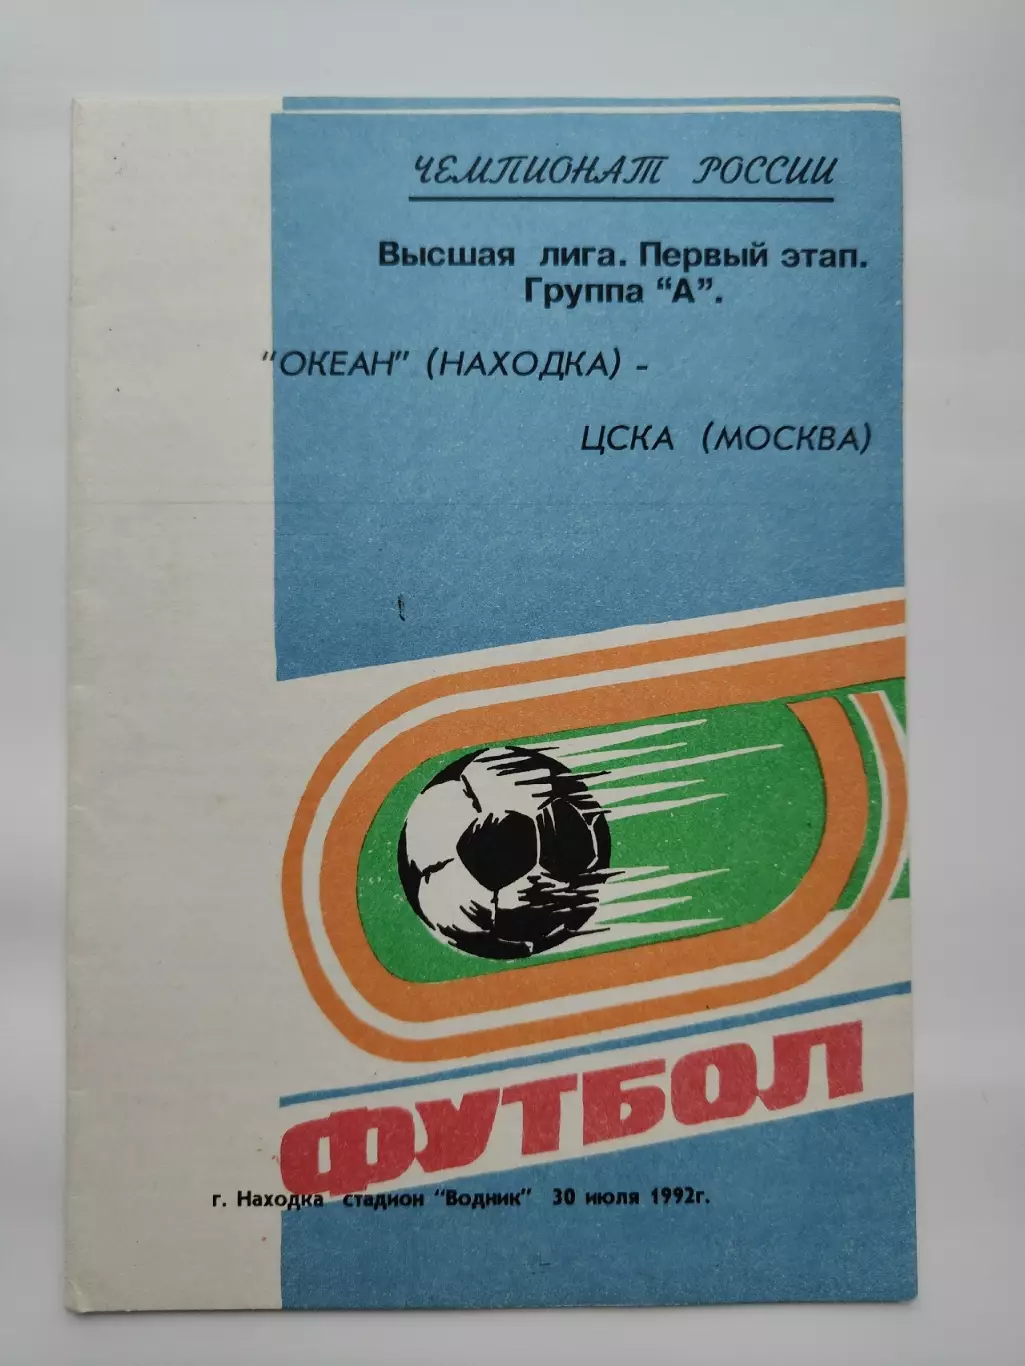 ЧЕМПИОНАТ РОССИИ
Высшая лига. Первый этап.
Группа "А".
"ОКЕАН" (НАХОДКА) -
ЦСКА (МОСКВА)
ФУТБОЛ
г. Находка стадион "Водник" 30 июля 1992г.